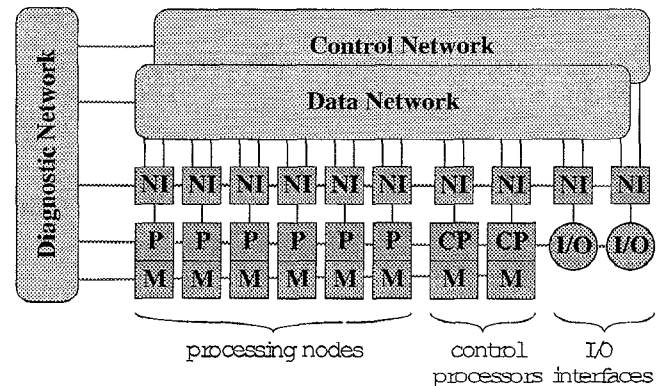 Diagnostic Network
Control Network
Data Network
NI NI NI NI NI NI NI NI NI NI
P P P P P P CP CP I/O I/O
M M M M M M M M
processing nodes
control processors
I/O interfaces